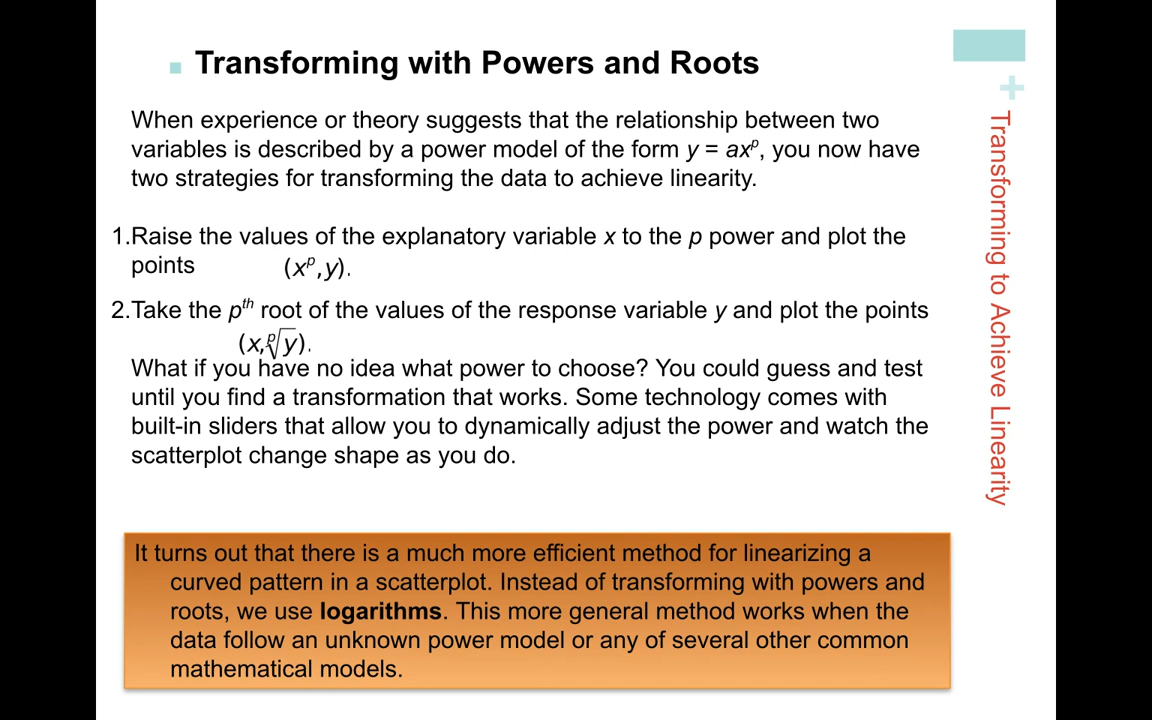 Transforming with Powers and Roots
When experience or theory suggests that the relationship between two
variables is described by a power model of the form y = axᵖ, you now have
two strategies for transforming the data to achieve linearity.
1.Raise the values of the explanatory variable x to the p power and plot the
points (xᵖ,y).
2.Take the pᵗʰ root of the values of the response variable y and plot the points
(x,ᵖ√y).
What if you have no idea what power to choose? You could guess and test
until you find a transformation that works. Some technology comes with
built-in sliders that allow you to dynamically adjust the power and watch the
scatterplot change shape as you do.
It turns out that there is a much more efficient method for linearizing a
curved pattern in a scatterplot. Instead of transforming with powers and
roots, we use logarithms. This more general method works when the
data follow an unknown power model or any of several other common
mathematical models.
+
Transforming to Achieve Linearity